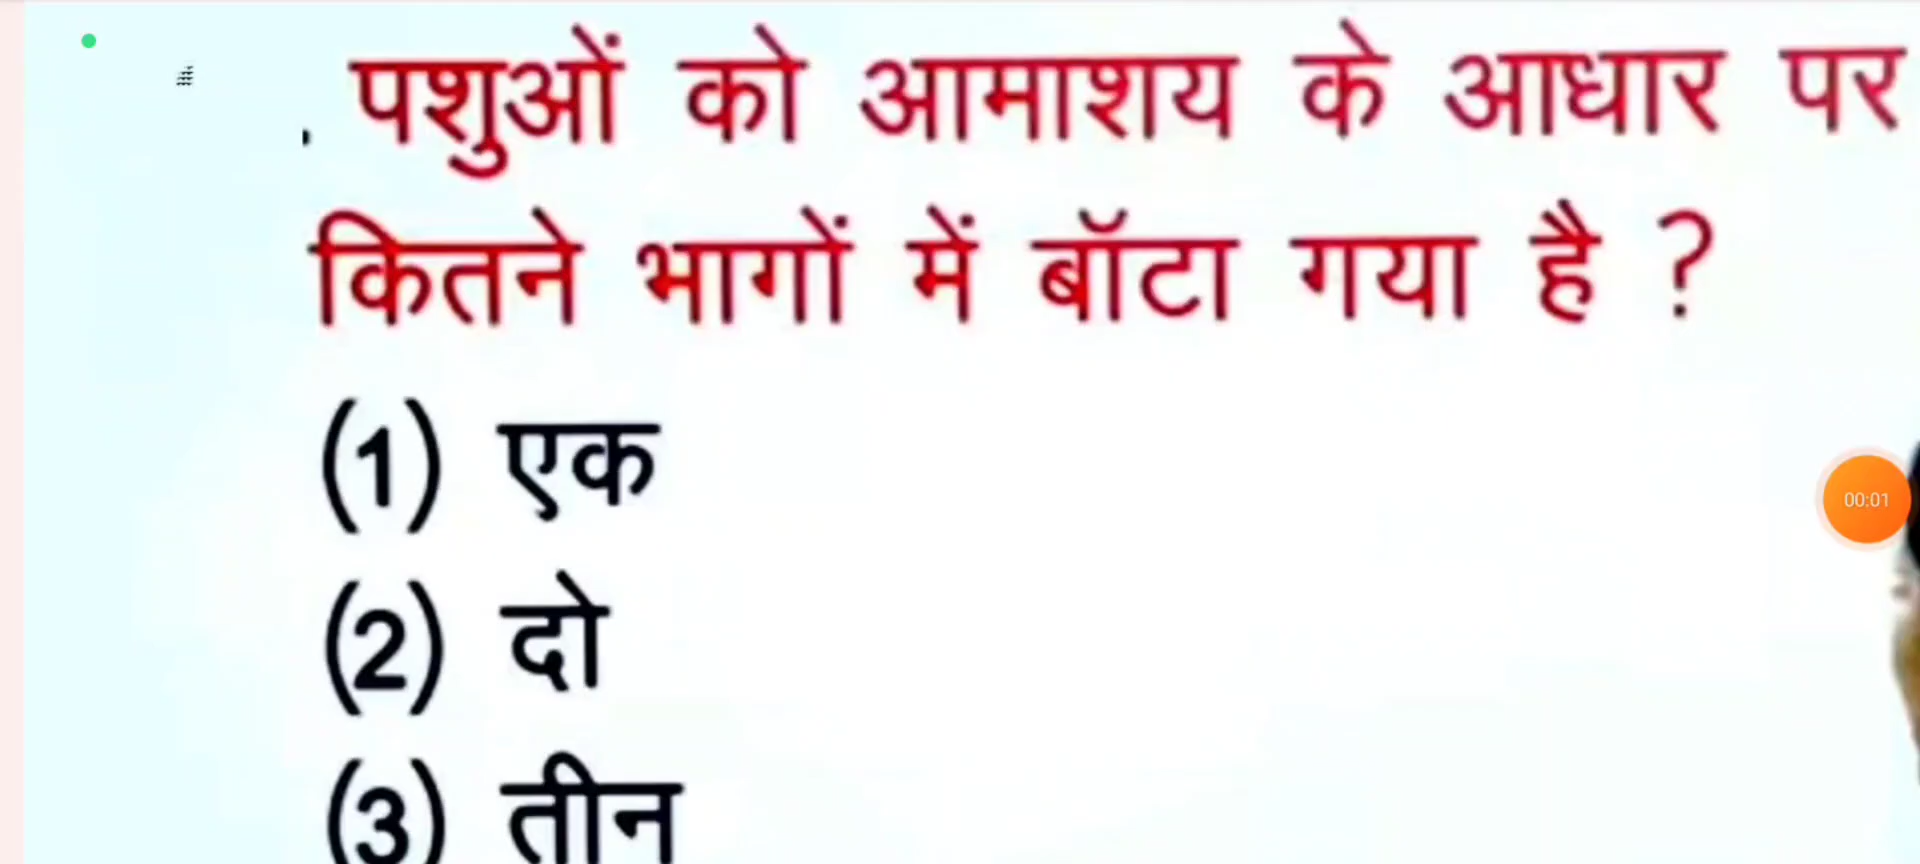 . पशुओं को आमाशय के आधार पर
कितने भागों में बॉटा गया है ?
(1) एक
(2) दो
00:01
(3) तीन